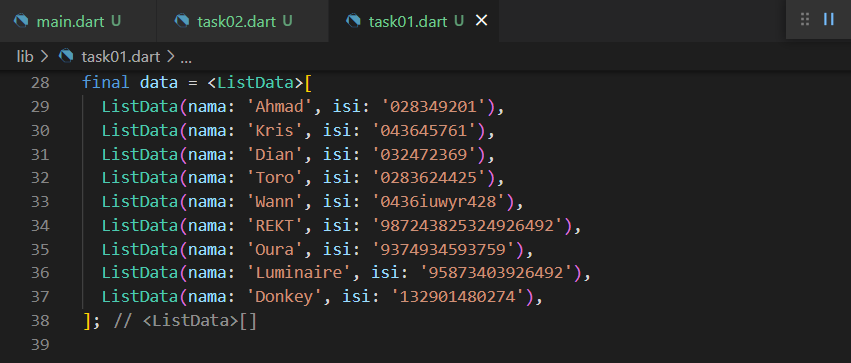 main.dart U task02.dart U task01.dart U
lib > task01.dart > ...
28 final data = <ListData>[
29 ListData(nama: 'Ahmad', isi: '028349201'),
30 ListData(nama: 'Kris', isi: '043645761'),
31 ListData(nama: 'Dian', isi: '032472369'),
32 ListData(nama: 'Toro', isi: '0283624425'),
33 ListData(nama: 'Wann', isi: '0436iuwyr428'),
34 ListData(nama: 'REKT', isi: '987243825324926492'),
35 ListData(nama: 'Oura', isi: '9374934593759'),
36 ListData(nama: 'Luminaire', isi: '95873403926492'),
37 ListData(nama: 'Donkey', isi: '132901480274'),
38 ]; // <ListData>[]
39